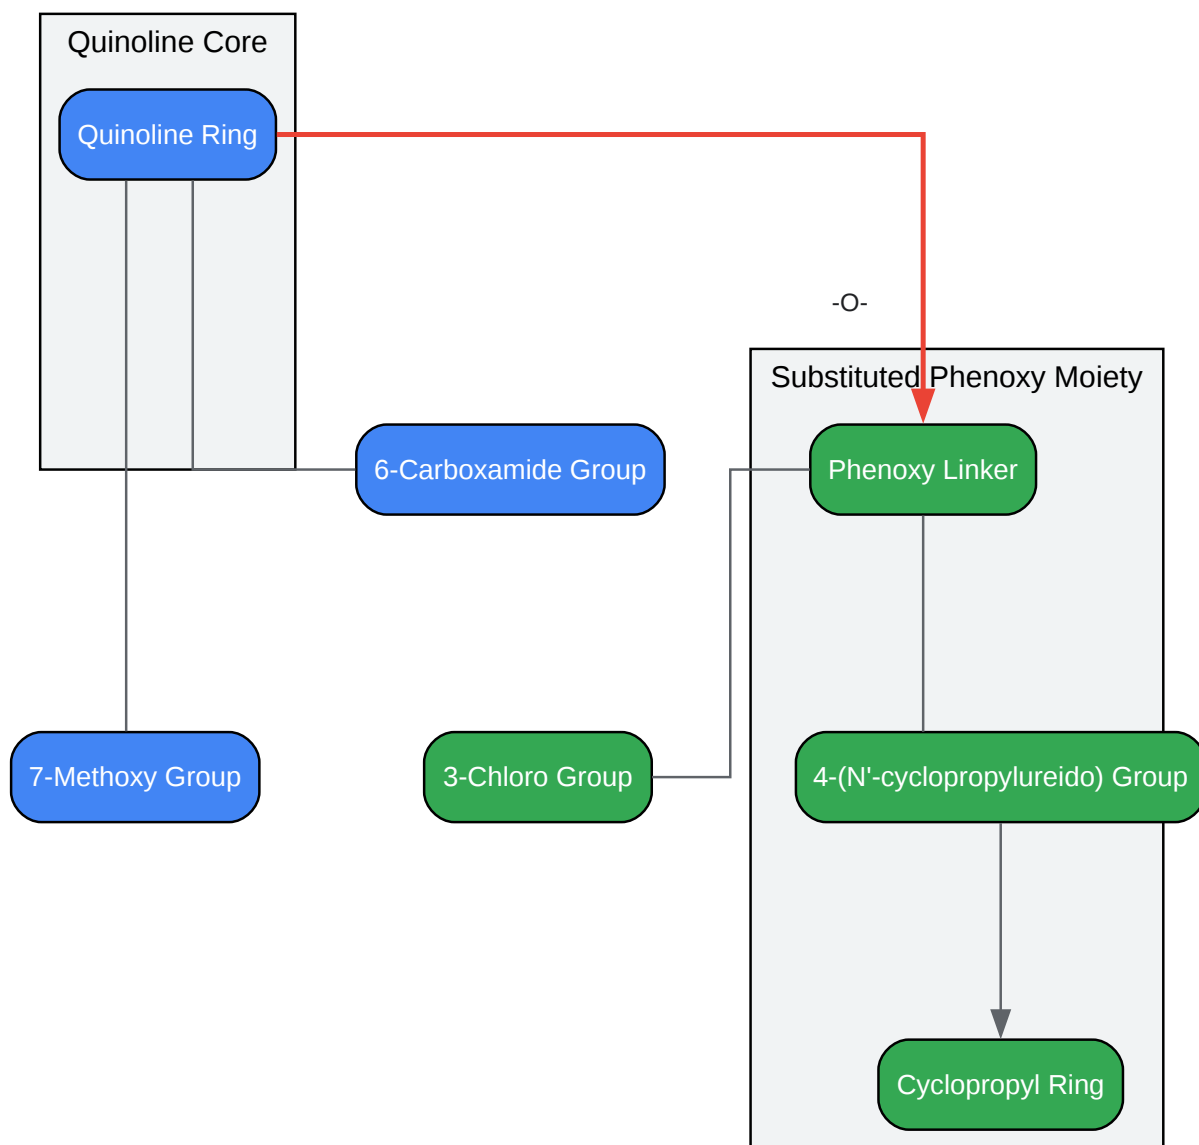 Quinoline Core
Quinoline Ring
-O-
Substituted Phenoxy Moiety
6-Carboxamide Group
Phenoxy Linker
7-Methoxy Group
3-Chloro Group
4-(N'-cyclopropylureido) Group
Cyclopropyl Ring